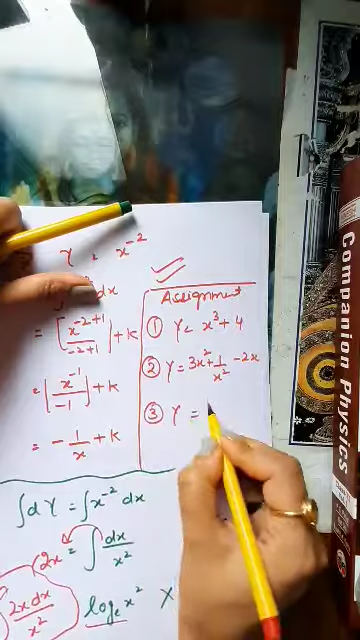 Y = x⁻²
dx
= [x⁻²⁺¹/-2+1] + k
= [x⁻¹/-1] + k
= - 1/x + k
Assignment
① Y = x³ + 4
② Y = 3x² + 1/x² - 2x
③ Y =
∫dY = ∫x⁻² dx
2x = ∫dx/x²
2x dx/x²
logₑ x² X
Companion Physics